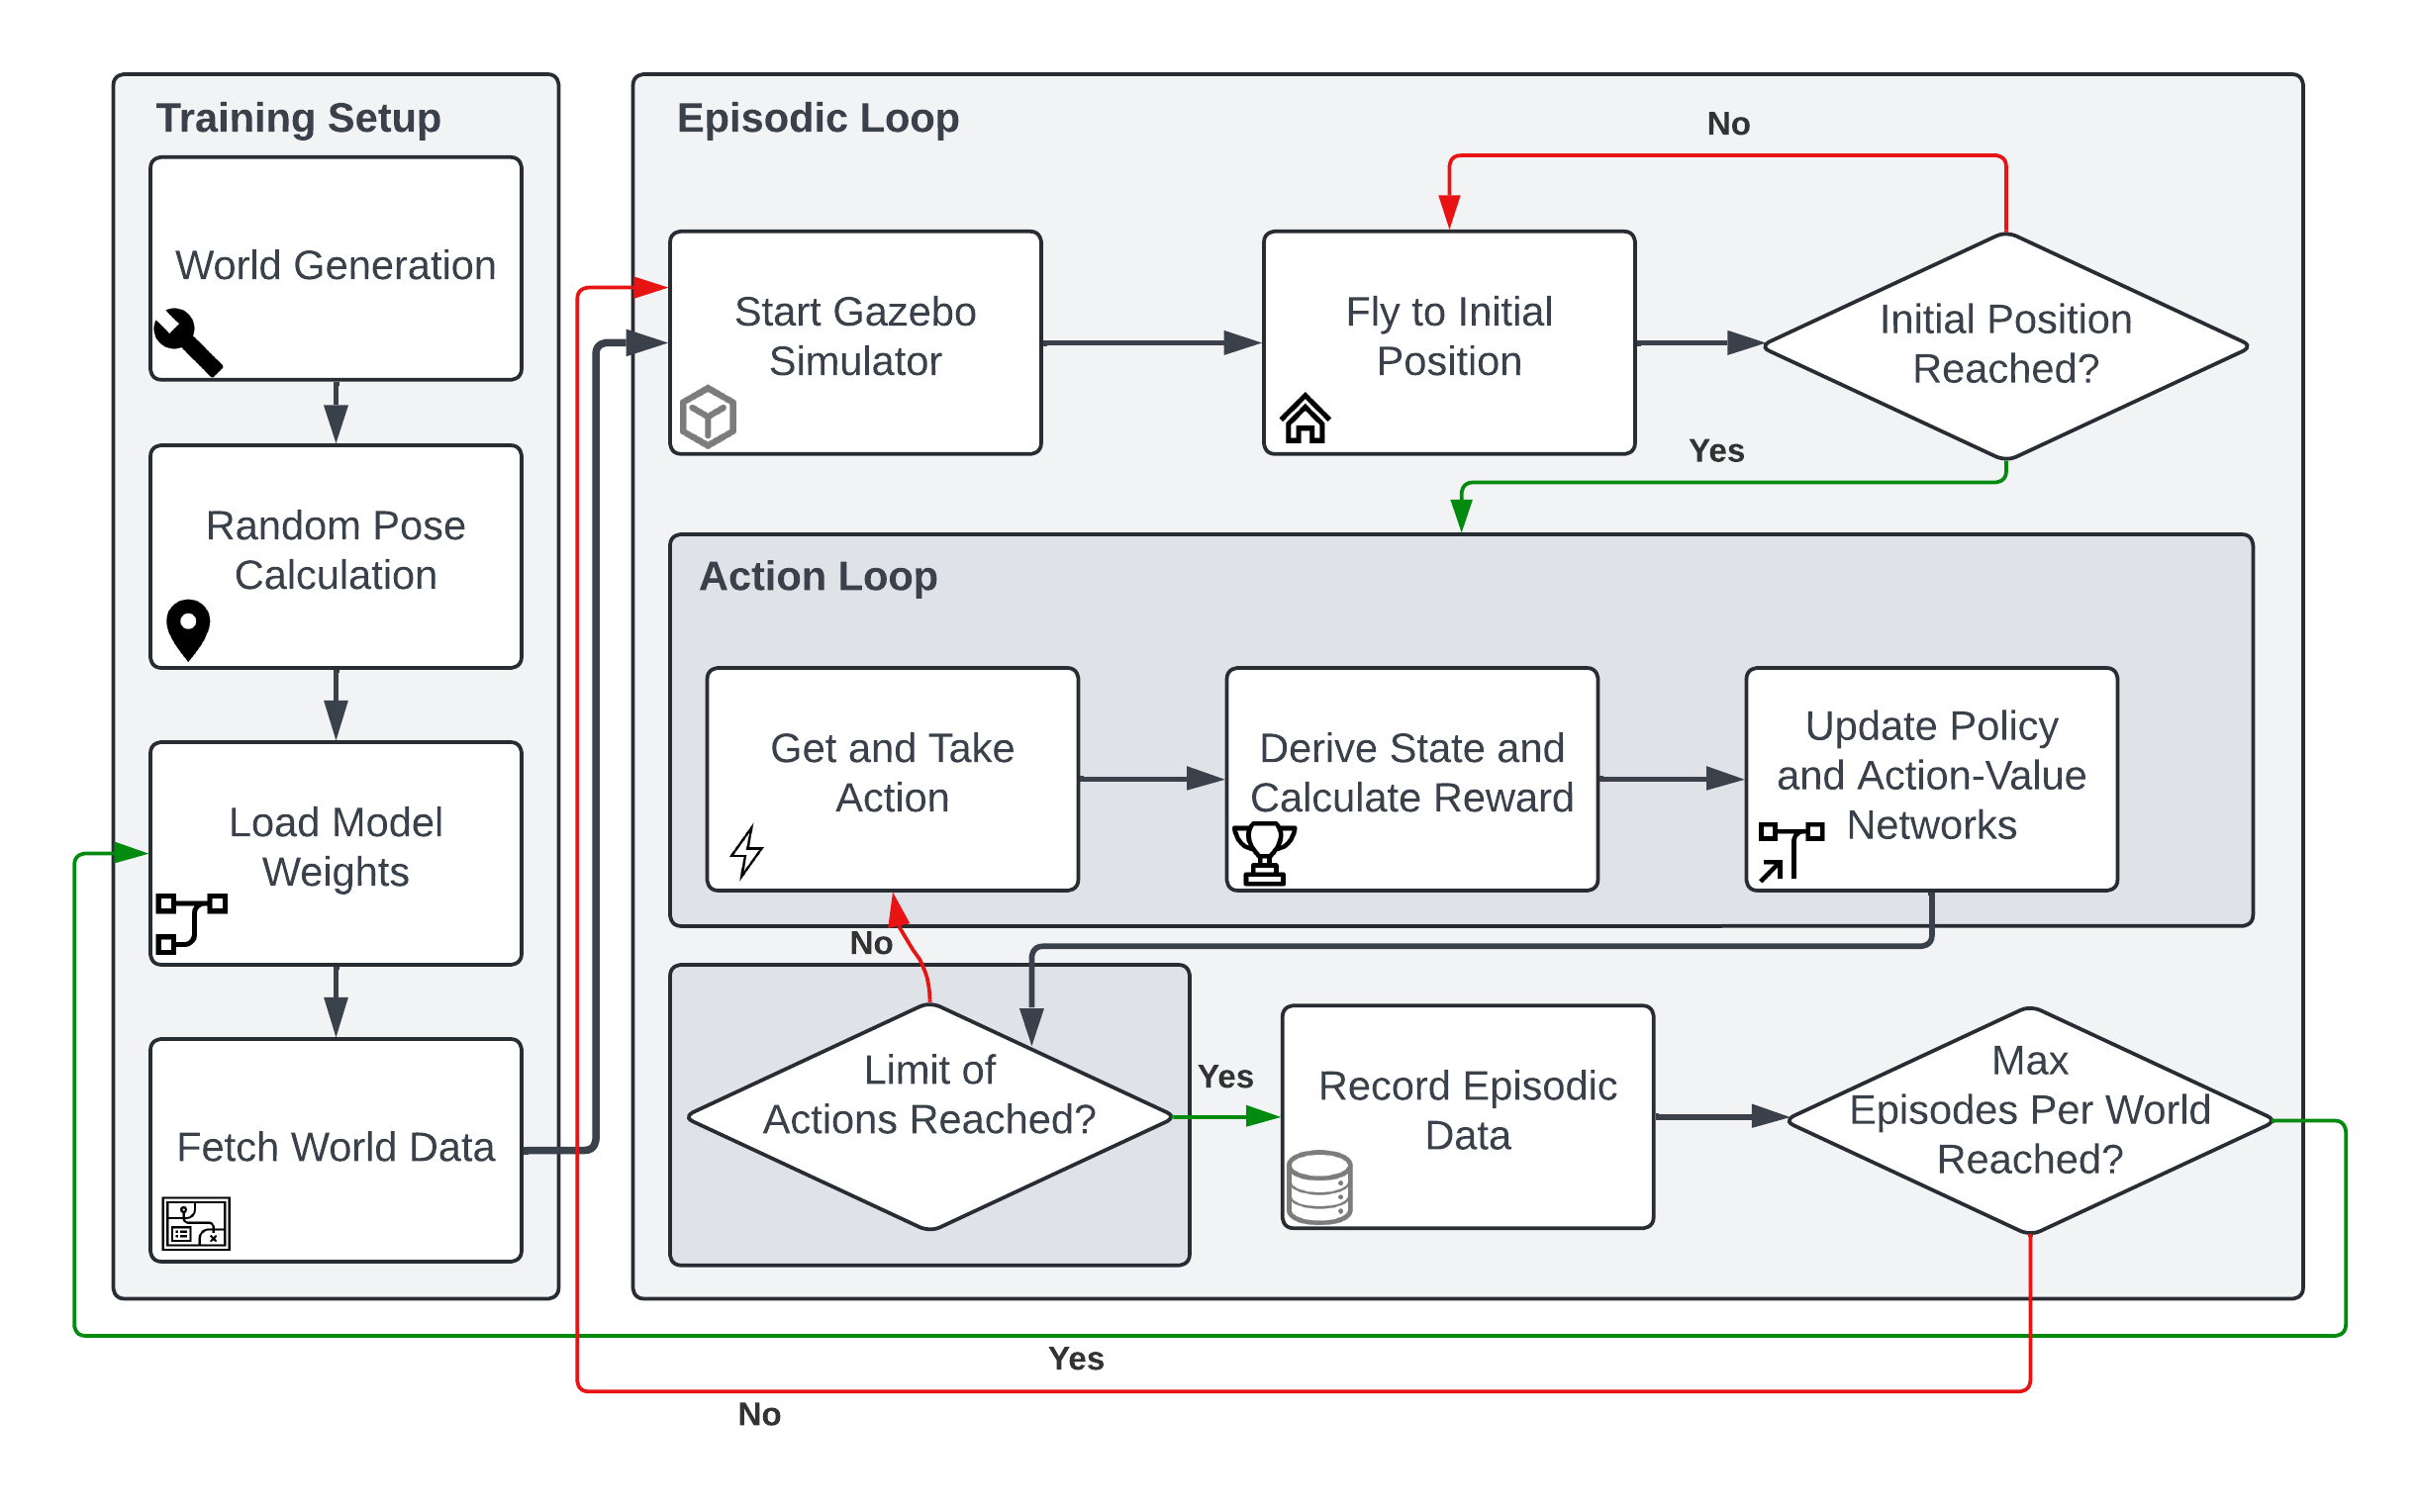 Training Setup
World Generation
Random Pose
Calculation
Load Model
Weights
Fetch World Data
Episodic Loop
No
Start Gazebo
Simulator
Fly to Initial
Position
Initial Position
Reached?
Yes
Action Loop
Get and Take
Action
Derive State and
Calculate Reward
Update Policy
and Action-Value
Networks
No
Limit of
Actions Reached?
Yes
Record Episodic
Data
Max
Episodes Per World
Reached?
Yes
No